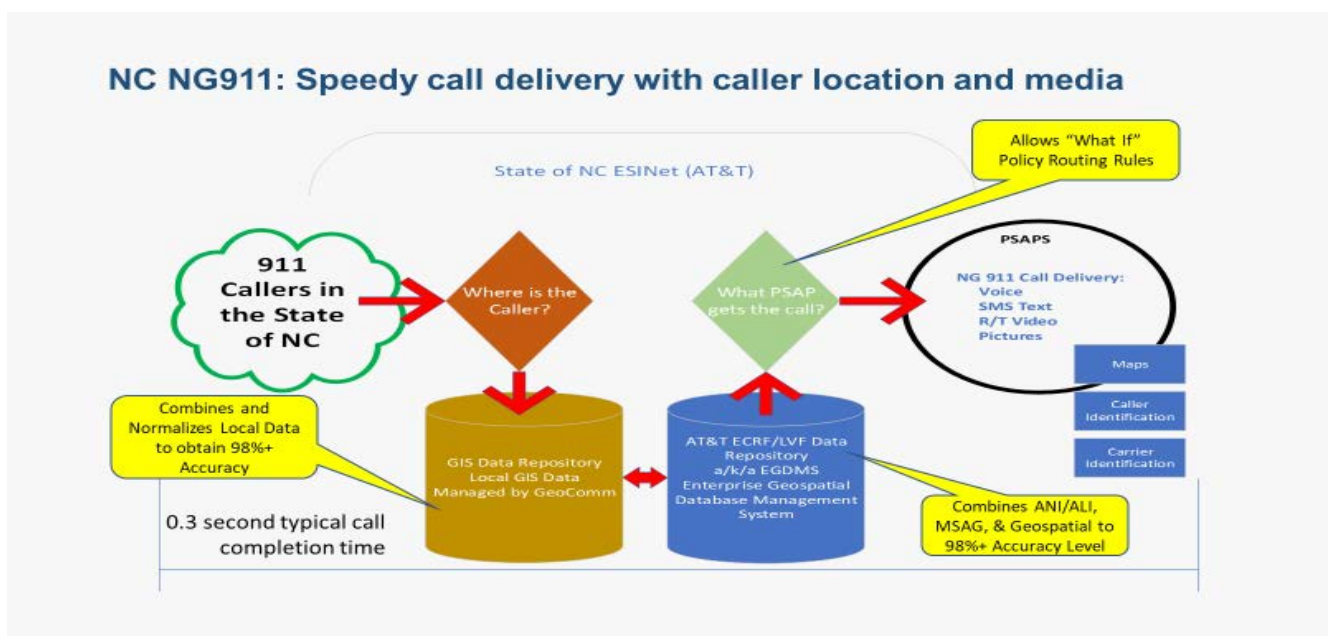 NC NG911: Speedy call delivery with caller location and media
State of NC ESINet (AT&T)
Allows “What If”
Policy Routing Rules
911
Callers in
the State
of NC
Where is the
Caller?
What PSAP
gets the call?
PSAPS
NG 911 Call Delivery:
Voice
SMS Text
R/T Video
Pictures
Maps
Caller
Identification
Carrier
Identification
Combines and
Normalizes Local Data
to obtain 98%+
Accuracy
GIS Data Repository
Local GIS Data
Managed by GeoComm
AT&T ECRF/LVF Data
Repository
a/k/a EGDMS
Enterprise Geospatial
Database Management
System
Combines ANI/ALI,
MSAG, & Geospatial to
98%+ Accuracy Level
0.3 second typical call
completion time